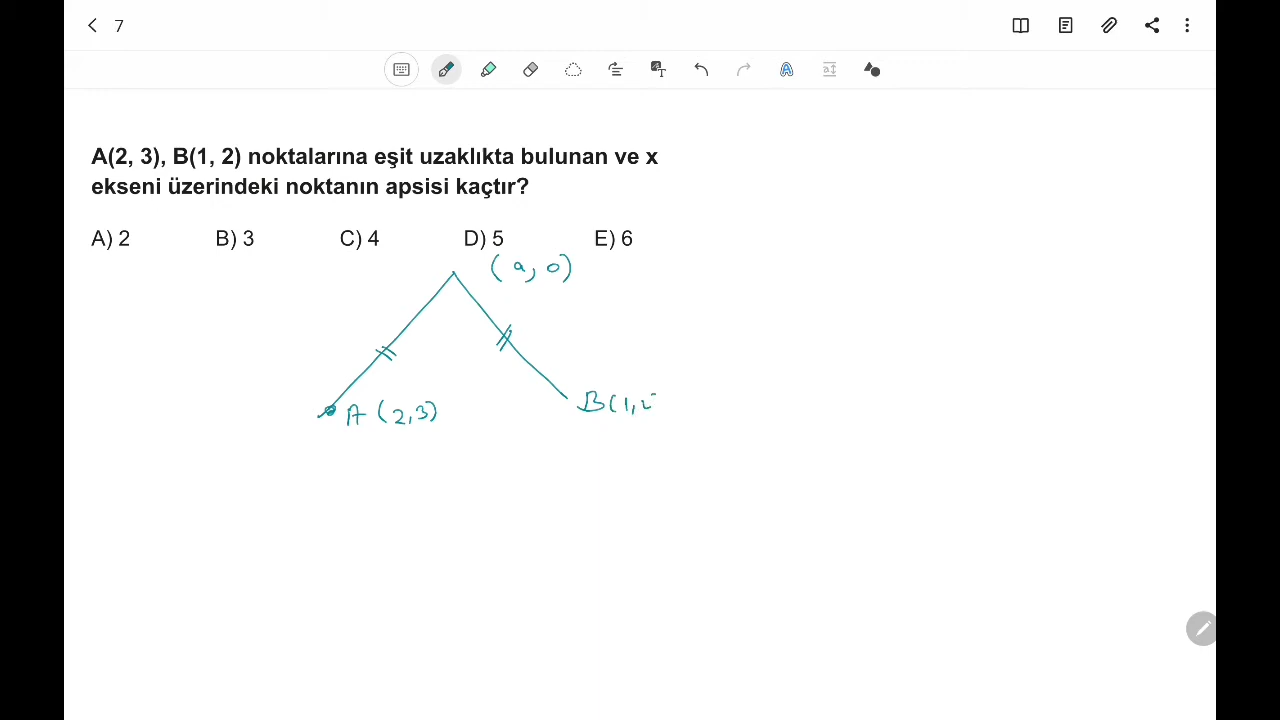 7
A(2, 3), B(1, 2) noktalarına eşit uzaklıkta bulunan ve x
ekseni üzerindeki noktanın apsisi kaçtır?
A) 2 B) 3 C) 4 D) 5 E) 6
(a, 0)
A (2,3)
B(1,